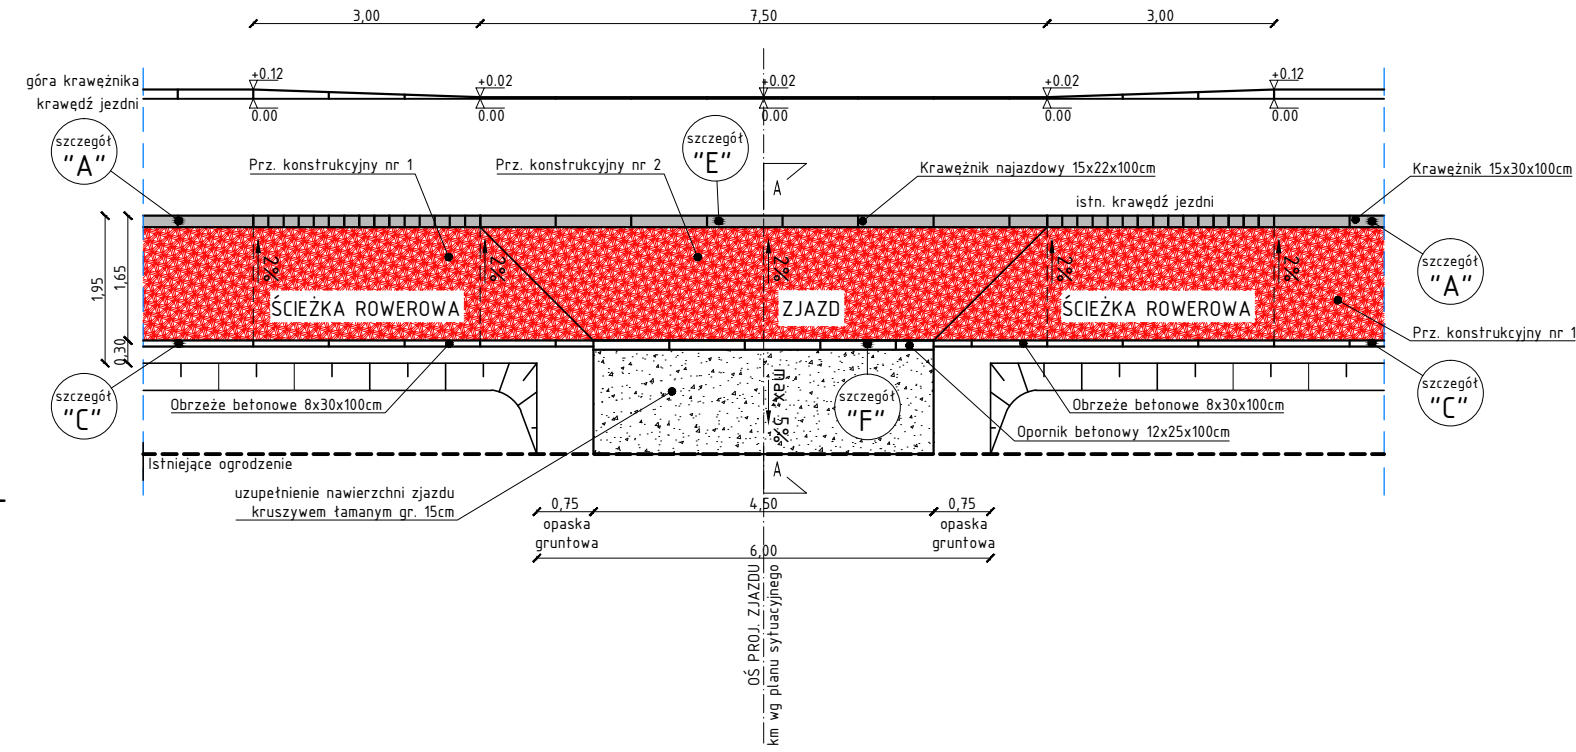 3,00
7,50
3,00
góra krawężnika
krawędź jezdni
+0.12
+0.02
+0.02
+0.02
+0.12
0.00
0.00
0.00
0.00
0.00
szczegół
"A"
Prz. konstrukcyjny nr 1
Prz. konstrukcyjny nr 2
szczegół
"E"
A
Krawężnik najazdowy 15x22x100cm
Krawężnik 15x30x100cm
istn. krawędź jezdni
1,95
1,65
0,30
2%
2%
2%
2%
2%
ŚCIEŻKA ROWEROWA
ZJAZD
ŚCIEŻKA ROWEROWA
szczegół
"A"
Prz. konstrukcyjny nr 1
szczegół
"C"
Obrzeże betonowe 8x30x100cm
max 5%
szczegół
"F"
Obrzeże betonowe 8x30x100cm
Opornik betonowy 12x25x100cm
szczegół
"C"
Istniejące ogrodzenie
A
uzupełnienie nawierzchni zjazdu
kruszywem łamanym gr. 15cm
0,75
4,50
0,75
opaska
gruntowa
opaska
gruntowa
6,00
OŚ PROJ. ZJAZDU
km wg planu sytuacyjnego